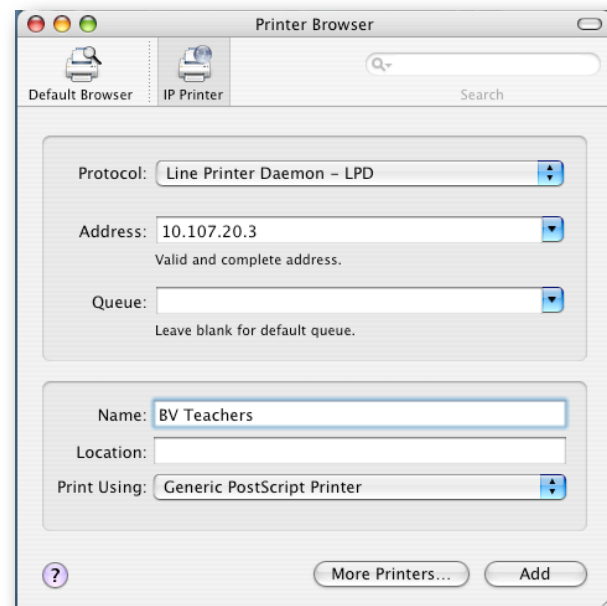 Printer Browser
Default Browser
IP Printer
Search
Protocol: Line Printer Daemon – LPD
Address: 10.107.20.3
Valid and complete address.
Queue:
Leave blank for default queue.
Name: BV Teachers
Location:
Print Using: Generic PostScript Printer
?
More Printers...
Add